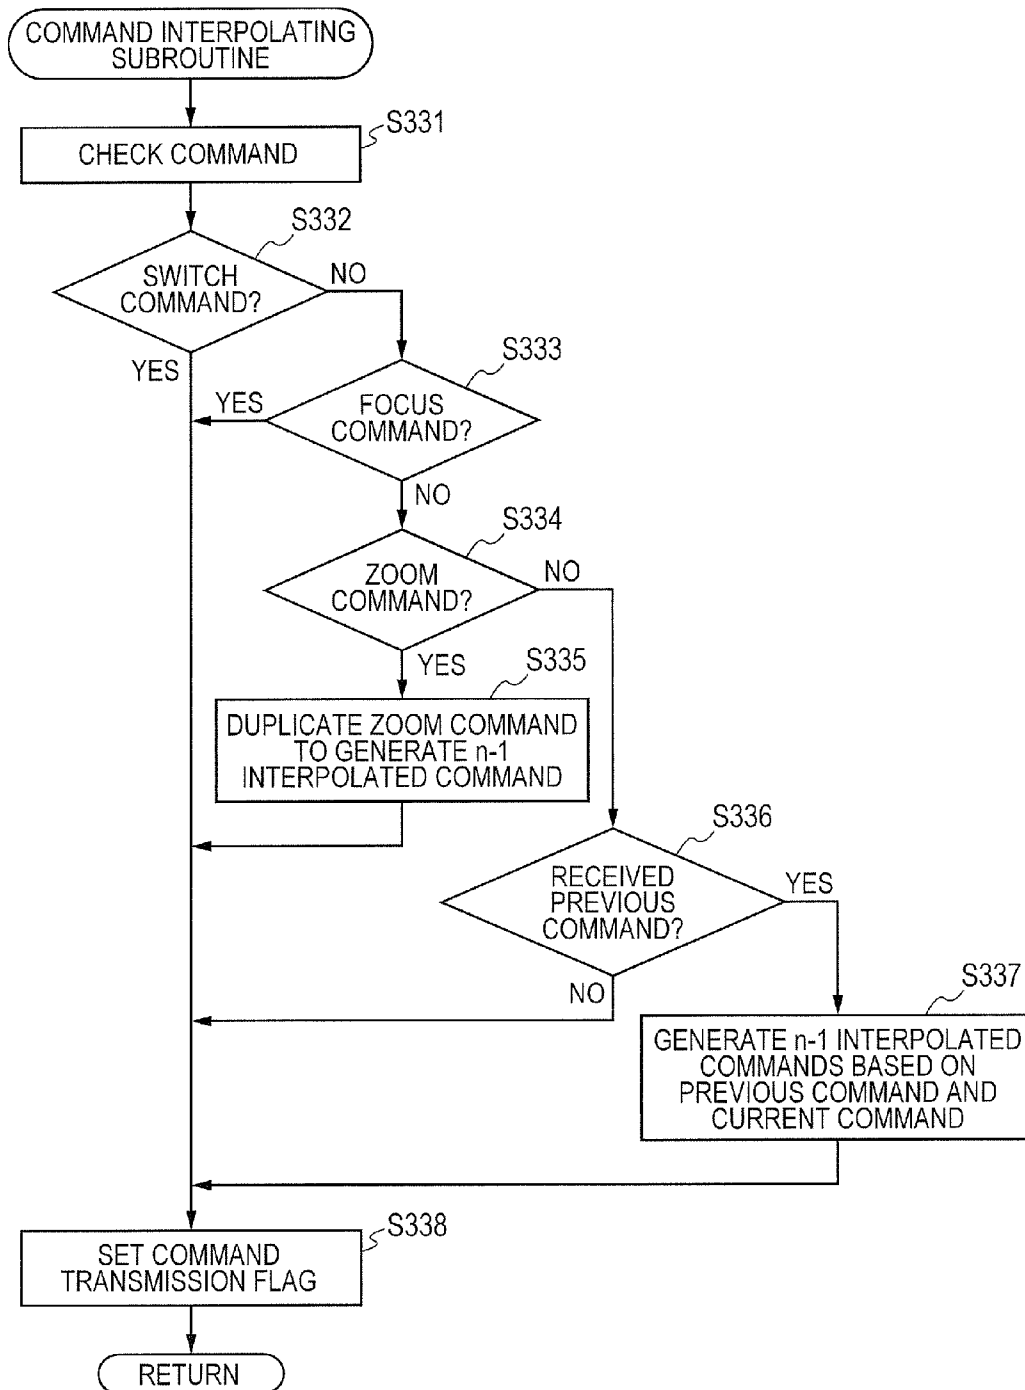 COMMAND INTERPOLATING
SUBROUTINE
S331
CHECK COMMAND
S332
SWITCH
COMMAND?
NO
YES
S333
FOCUS
COMMAND?
YES
NO
S334
ZOOM
COMMAND?
NO
YES
S335
DUPLICATE ZOOM COMMAND
TO GENERATE n-1
INTERPOLATED COMMAND
S336
RECEIVED
PREVIOUS
COMMAND?
YES
NO
S337
GENERATE n-1 INTERPOLATED
COMMANDS BASED ON
PREVIOUS COMMAND AND
CURRENT COMMAND
S338
SET COMMAND
TRANSMISSION FLAG
RETURN